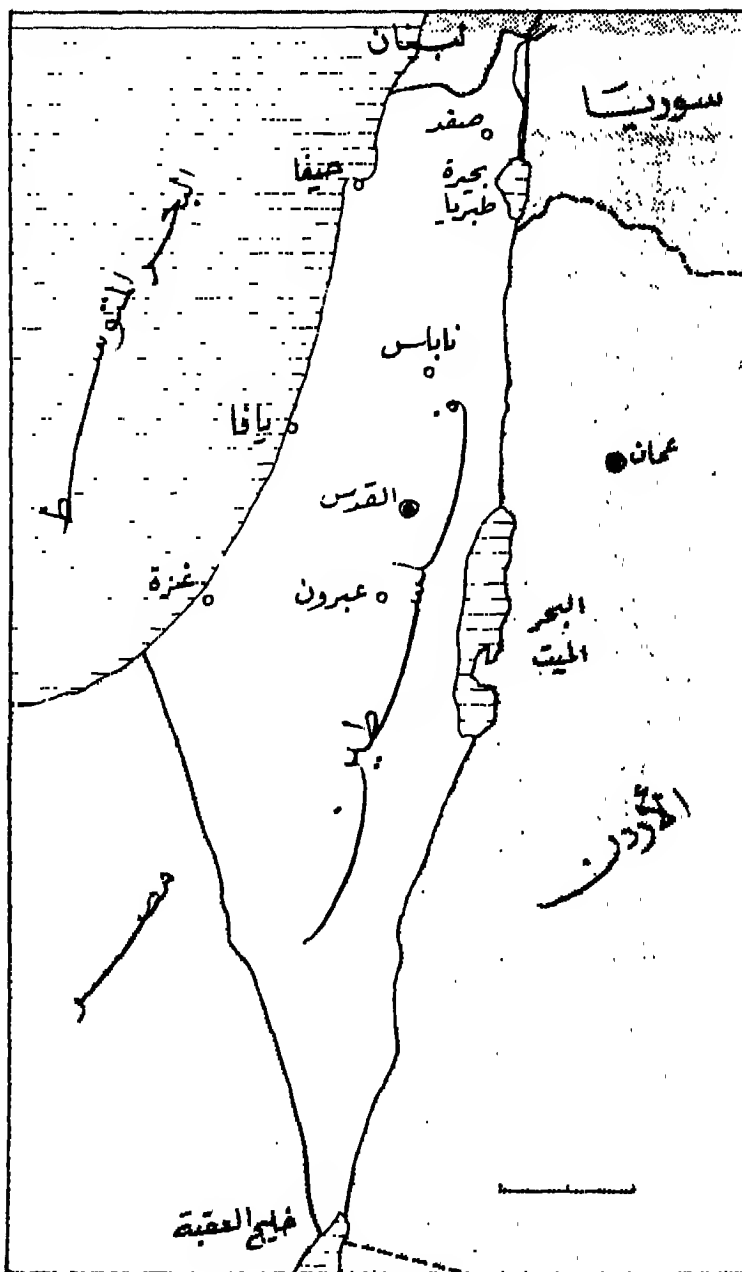 لبنان
سوريا
صفد
حيفا
بحيرة
طبريا
البحر
المتوسط
نابلس
يافا
عمان
القدس
غزة
عبرون
البحر
الميت
فلسطين
الأردن
مصر
خليج العقبة